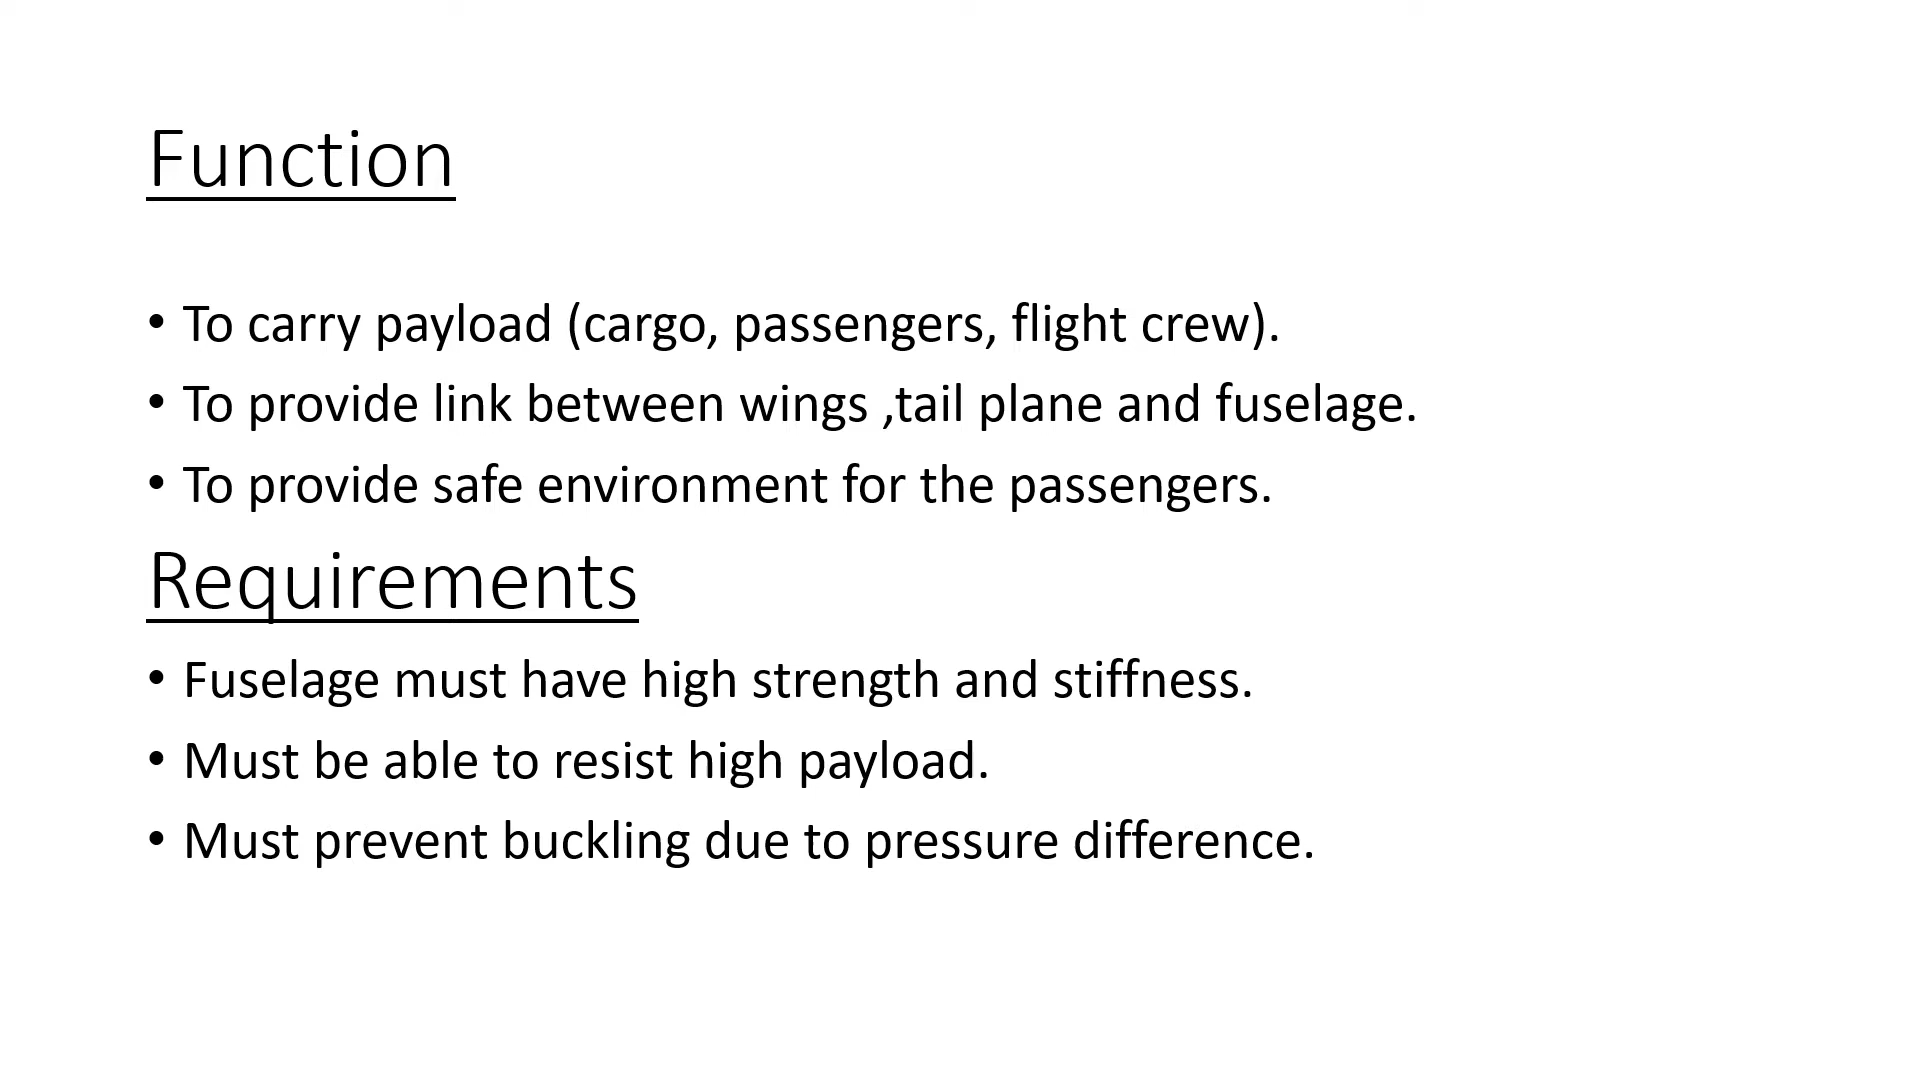 Function
• To carry payload (cargo, passengers, flight crew).
• To provide link between wings ,tail plane and fuselage.
• To provide safe environment for the passengers.
Requirements
• Fuselage must have high strength and stiffness.
• Must be able to resist high payload.
• Must prevent buckling due to pressure difference.